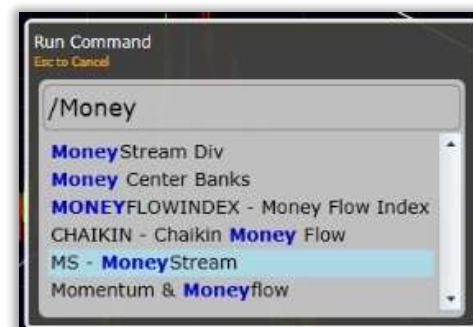 Run Command
Esc to Cancel
/Money
MoneyStream Div
Money Center Banks
MONEYFLOWINDEX - Money Flow Index
CHAIKIN - Chaikin Money Flow
MS - MoneyStream
Momentum & Moneyflow